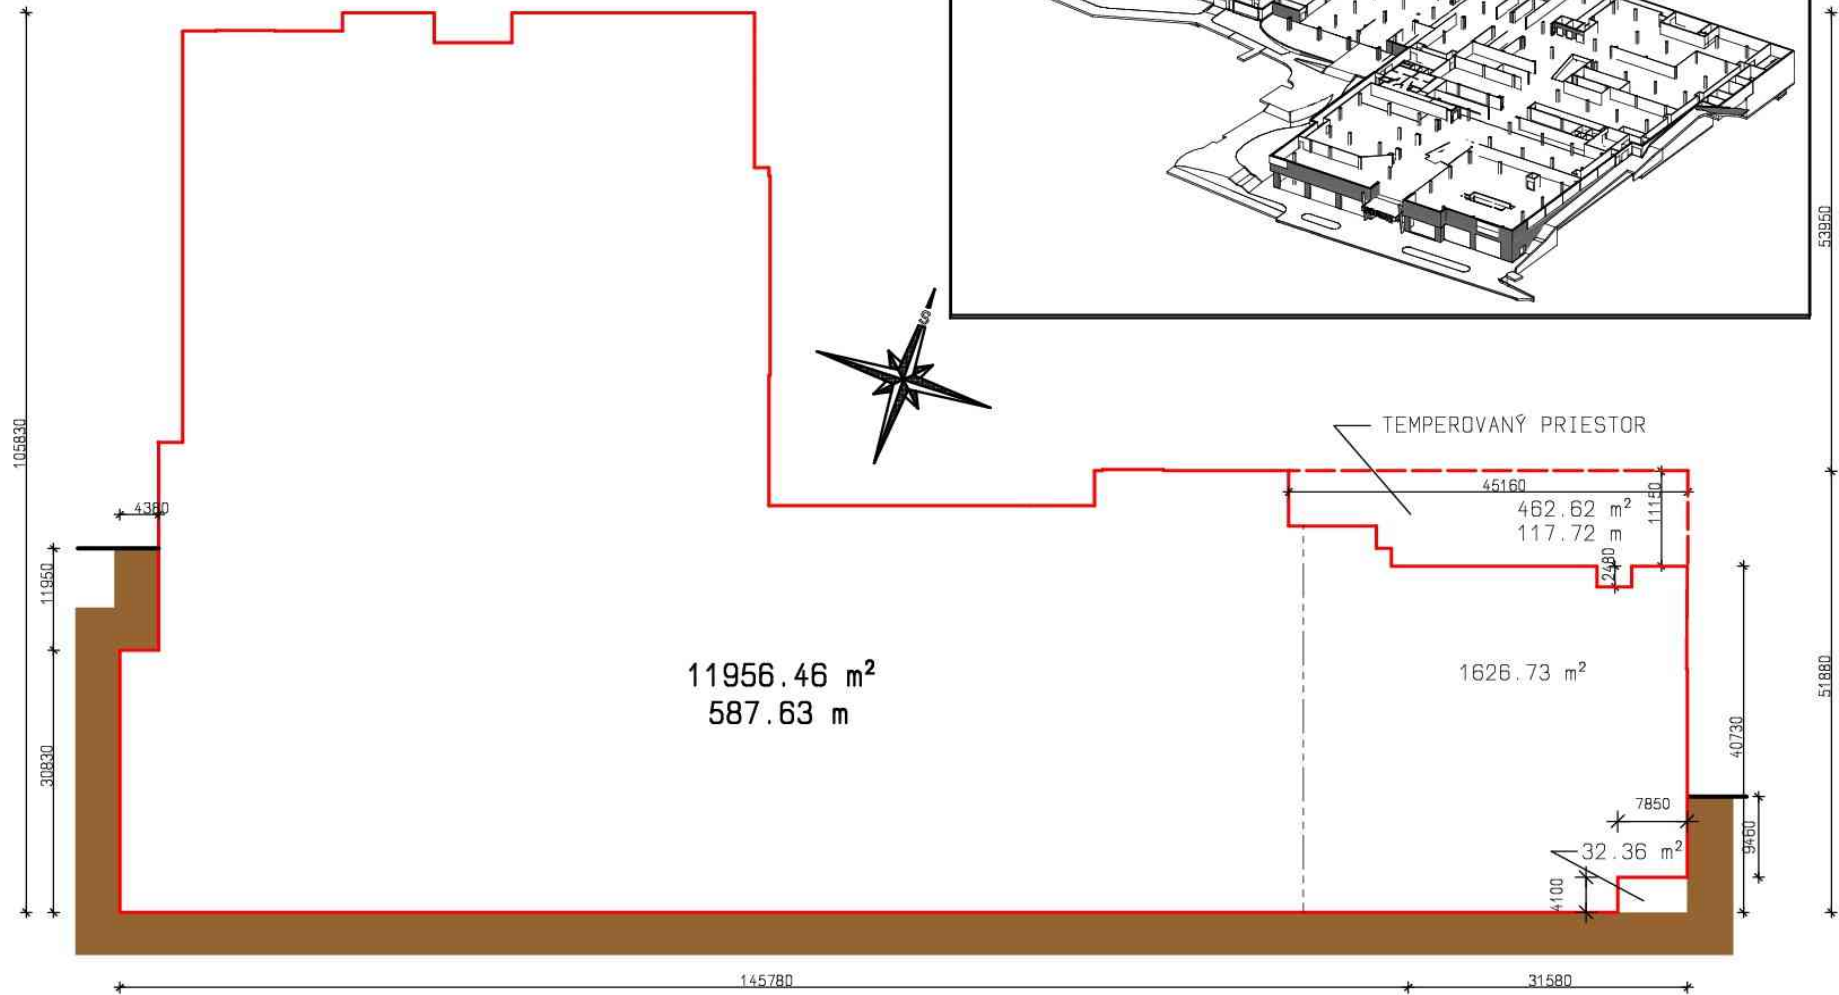 105830
53950
S
TEMPEROVANÝ PRIESTOR
45160
11150
462.62 m²
117.72 m
4380
2480
11950
11956.46 m²
587.63 m
1626.73 m²
51880
40730
30830
7850
9460
32.36 m²
4100
145780
31580